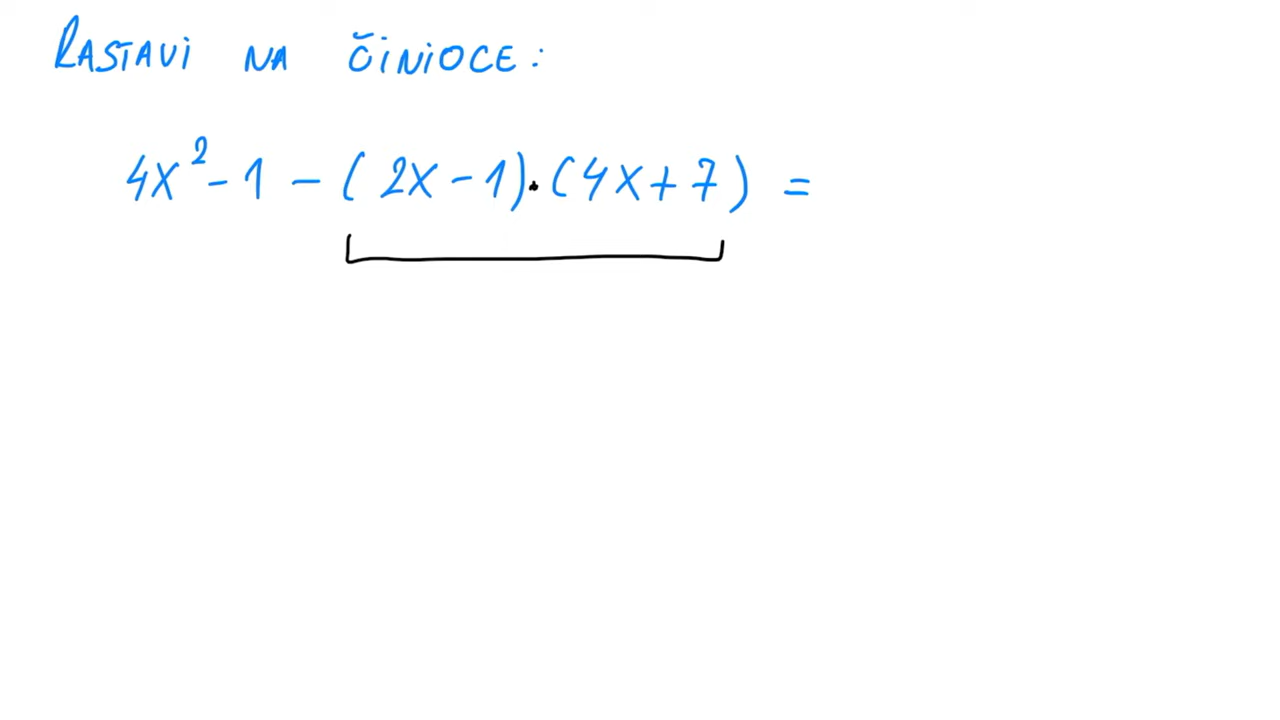 RASTAVI NA ČINIOCE:
4x² - 1 - (2x - 1)·(4x + 7) =